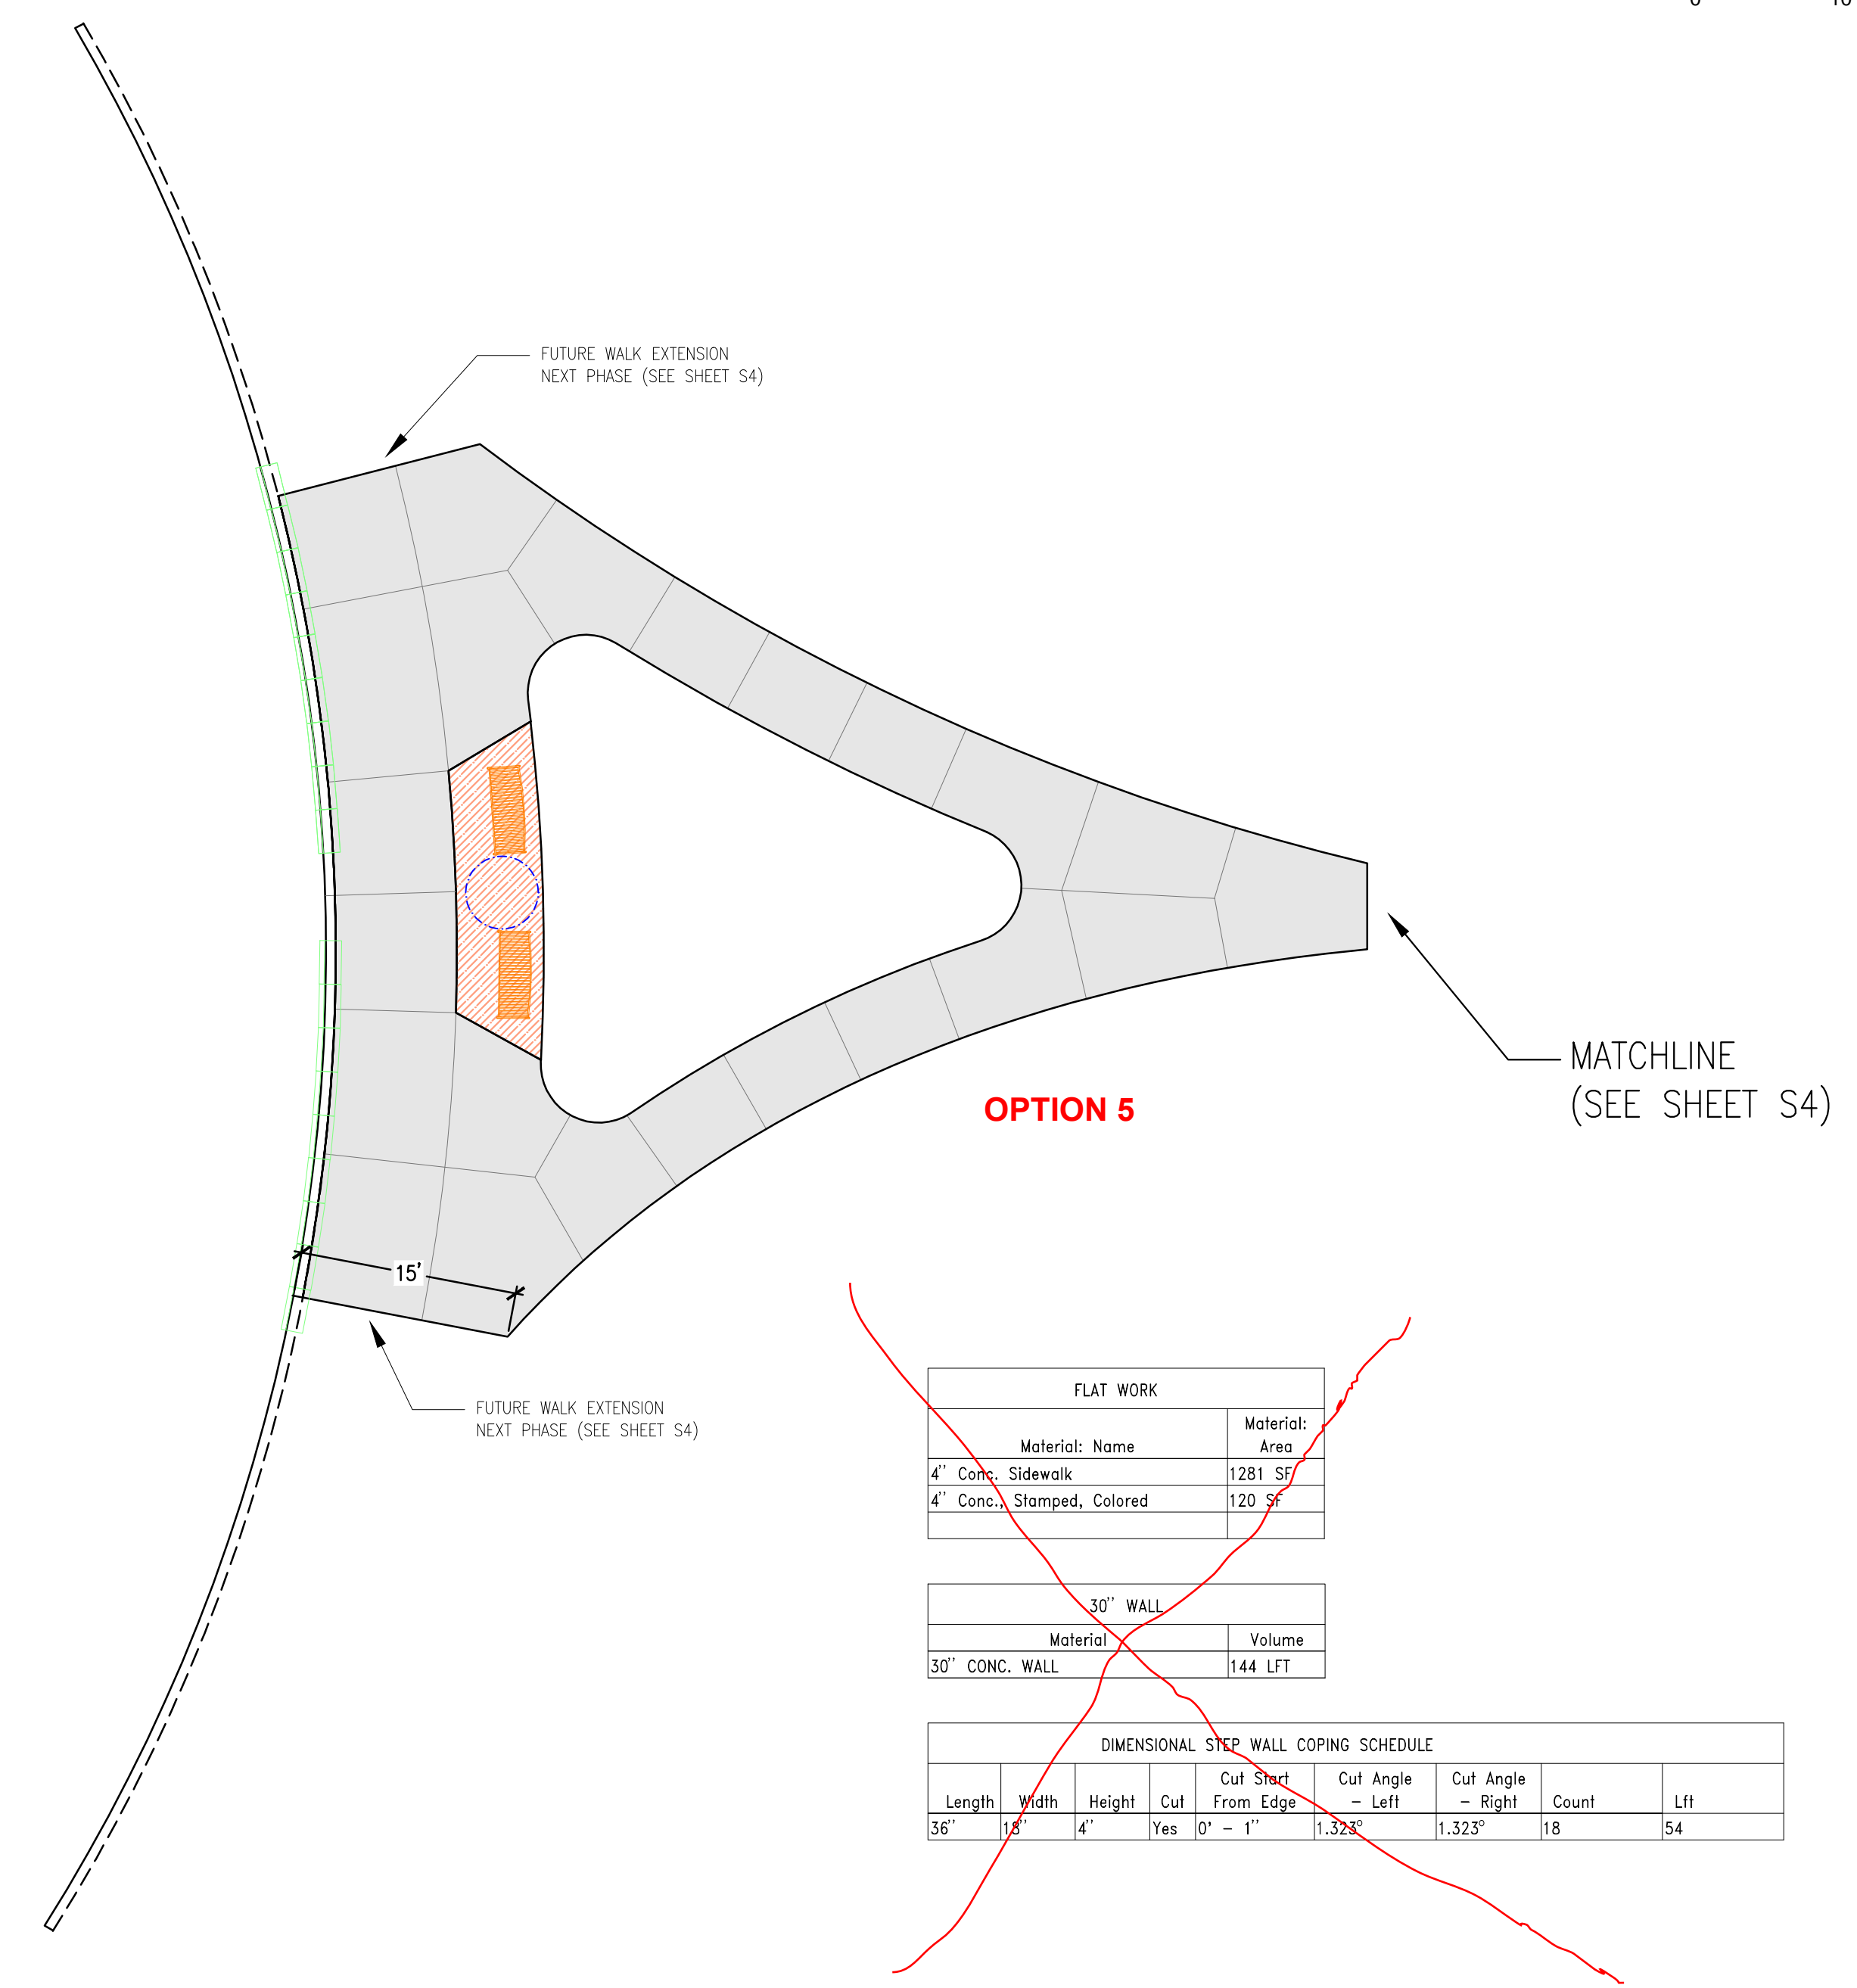 FUTURE WALK EXTENSION
NEXT PHASE (SEE SHEET S4)
MATCHLINE
(SEE SHEET S4)
OPTION 5
15'
FUTURE WALK EXTENSION
NEXT PHASE (SEE SHEET S4)
FLAT WORK
Material: Name
Material:
Area
4'' Conc. Sidewalk 1281 SF
4'' Conc., Stamped, Colored 120 SF
30'' WALL
Material Volume
30'' CONC. WALL 144 LFT
DIMENSIONAL STEP WALL COPING SCHEDULE
Length Width Height Cut
Cut Start
From Edge
Cut Angle
- Left
Cut Angle
- Right
Count Lft
36'' 18'' 4'' Yes 0' - 1'' 1.323° 1.323° 18 54